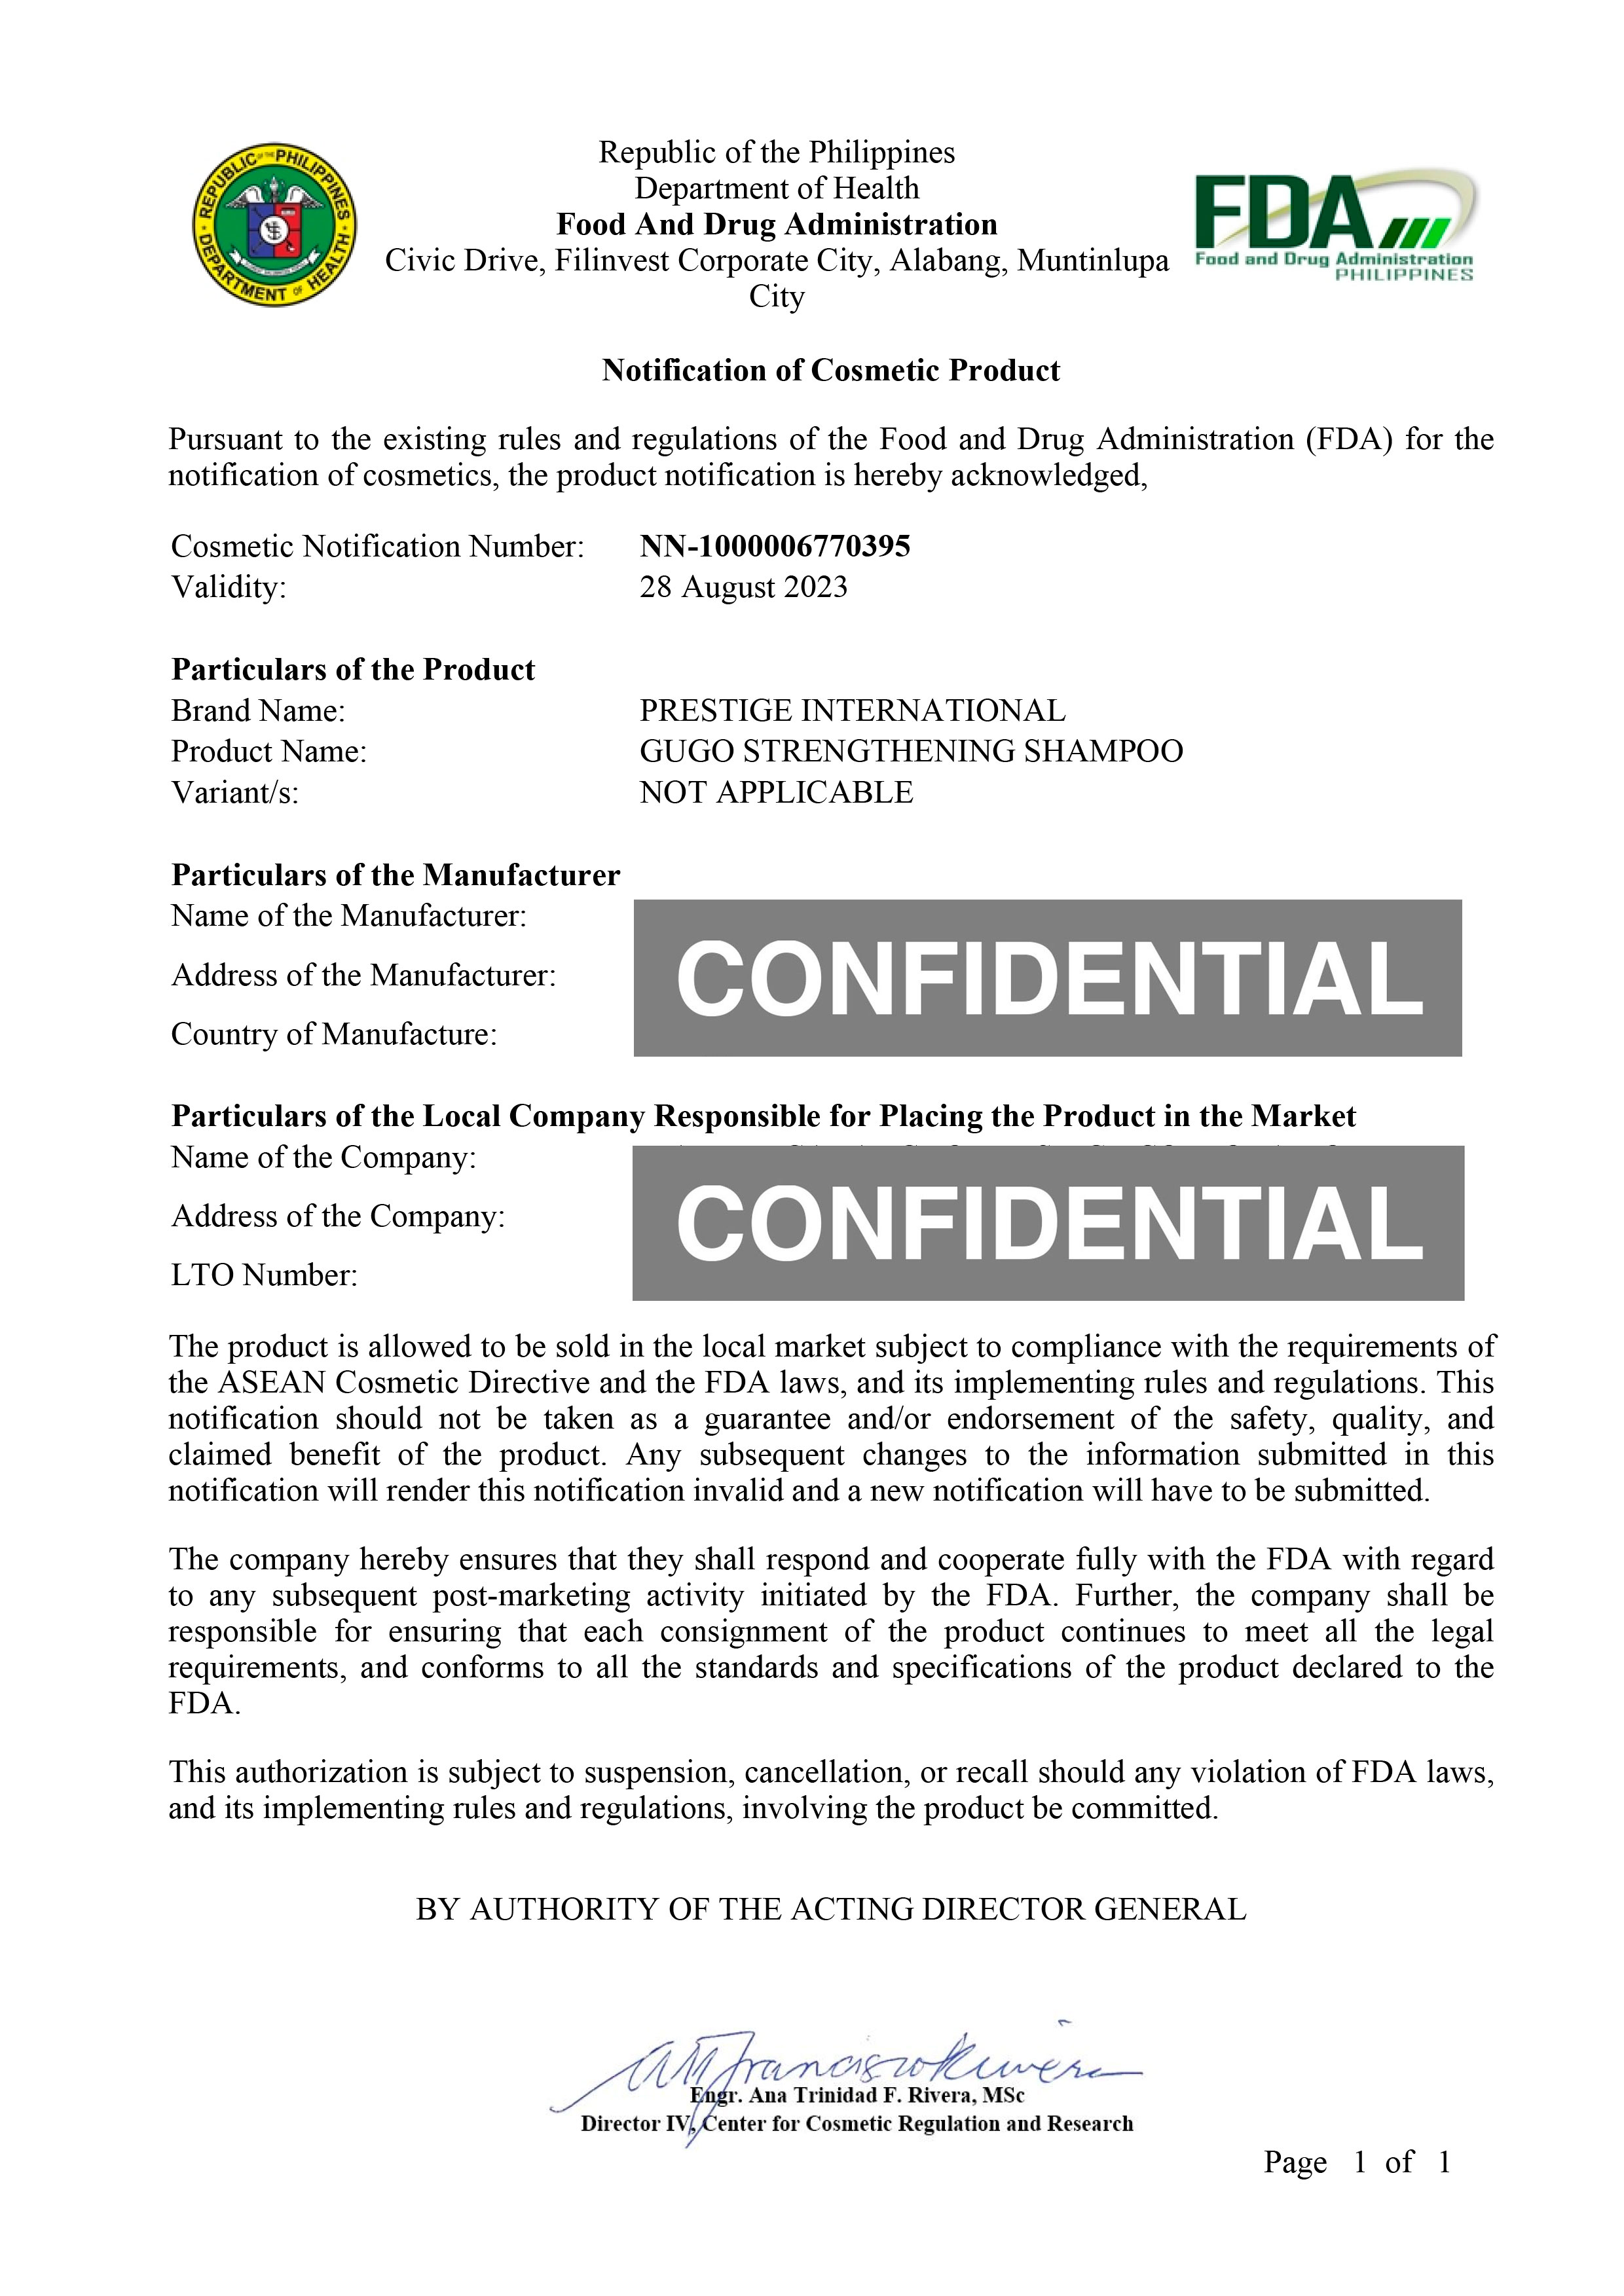 REPUBLIC OF THE PHILIPPINES
DEPARTMENT OF HEALTH
Republic of the Philippines
Department of Health
Food And Drug Administration
Civic Drive, Filinvest Corporate City, Alabang, Muntinlupa
City
FDA
Food and Drug Administration
PHILIPPINES
Notification of Cosmetic Product
Pursuant to the existing rules and regulations of the Food and Drug Administration (FDA) for the
notification of cosmetics, the product notification is hereby acknowledged,
Cosmetic Notification Number: NN-1000006770395
Validity: 28 August 2023
Particulars of the Product
Brand Name: PRESTIGE INTERNATIONAL
Product Name: GUGO STRENGTHENING SHAMPOO
Variant/s: NOT APPLICABLE
Particulars of the Manufacturer
Name of the Manufacturer:
Address of the Manufacturer:
CONFIDENTIAL
Country of Manufacture:
Particulars of the Local Company Responsible for Placing the Product in the Market
Name of the Company:
Address of the Company:
CONFIDENTIAL
LTO Number:
The product is allowed to be sold in the local market subject to compliance with the requirements of
the ASEAN Cosmetic Directive and the FDA laws, and its implementing rules and regulations. This
notification should not be taken as a guarantee and/or endorsement of the safety, quality, and
claimed benefit of the product. Any subsequent changes to the information submitted in this
notification will render this notification invalid and a new notification will have to be submitted.
The company hereby ensures that they shall respond and cooperate fully with the FDA with regard
to any subsequent post-marketing activity initiated by the FDA. Further, the company shall be
responsible for ensuring that each consignment of the product continues to meet all the legal
requirements, and conforms to all the standards and specifications of the product declared to the
FDA.
This authorization is subject to suspension, cancellation, or recall should any violation of FDA laws,
and its implementing rules and regulations, involving the product be committed.
BY AUTHORITY OF THE ACTING DIRECTOR GENERAL
Engr. Ana Trinidad F. Rivera, MSc
Director IV, Center for Cosmetic Regulation and Research
Page 1 of 1